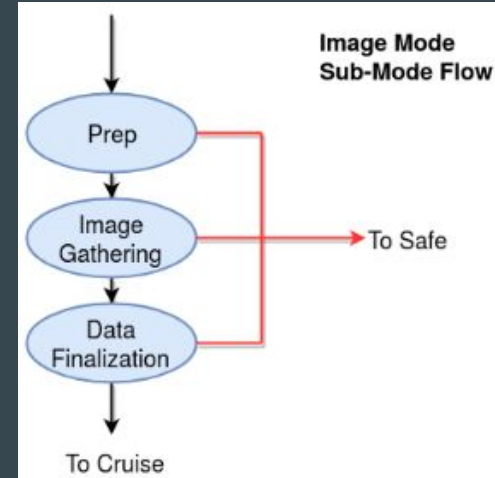 Image Mode
Sub-Mode Flow
Prep
Image
Gathering
To Safe
Data
Finalization
To Cruise